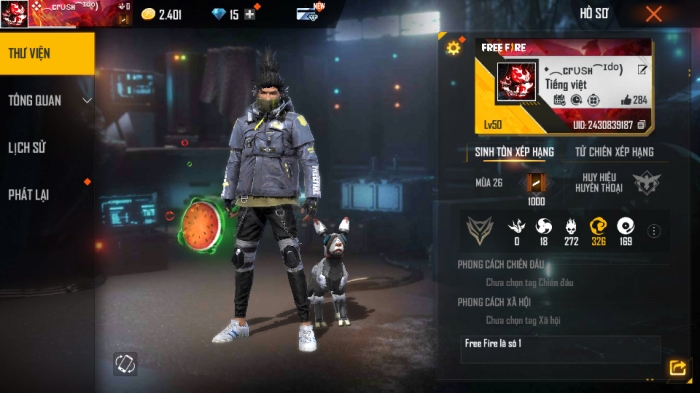 2.401
15
NEW
HỒ SƠ
THƯ VIỆN
TỔNG QUAN
LỊCH SỬ
PHÁT LẠI
FREE FIRE
Tiếng việt
284
Lv50
UID: 2430839187
SINH TỒN XẾP HẠNG
TỬ CHIẾN XẾP HẠNG
MÙA 26
1000
HUY HIỆU
HUYỀN THOẠI
0 18 272 326 169
PHONG CÁCH CHIẾN ĐẤU
Chưa chọn tag Chiến đấu
PHONG CÁCH XÃ HỘI
Chưa chọn tag Xã hội
Free Fire là số 1